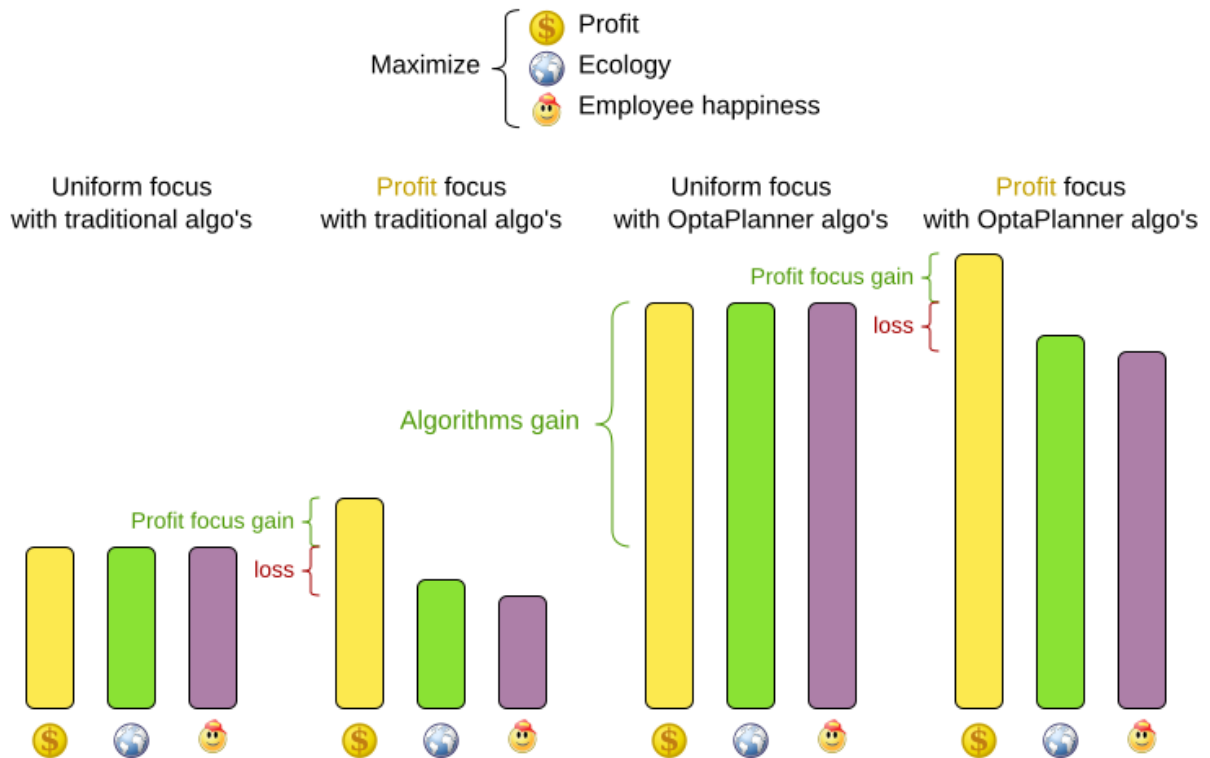 Maximize
Profit
Ecology
Employee happiness
Uniform focus
with traditional algo's
Profit focus
with traditional algo's
Uniform focus
with OptaPlanner algo's
Profit focus
with OptaPlanner algo's
Profit focus gain
loss
Algorithms gain
Profit focus gain
loss
$
$
$
$
$